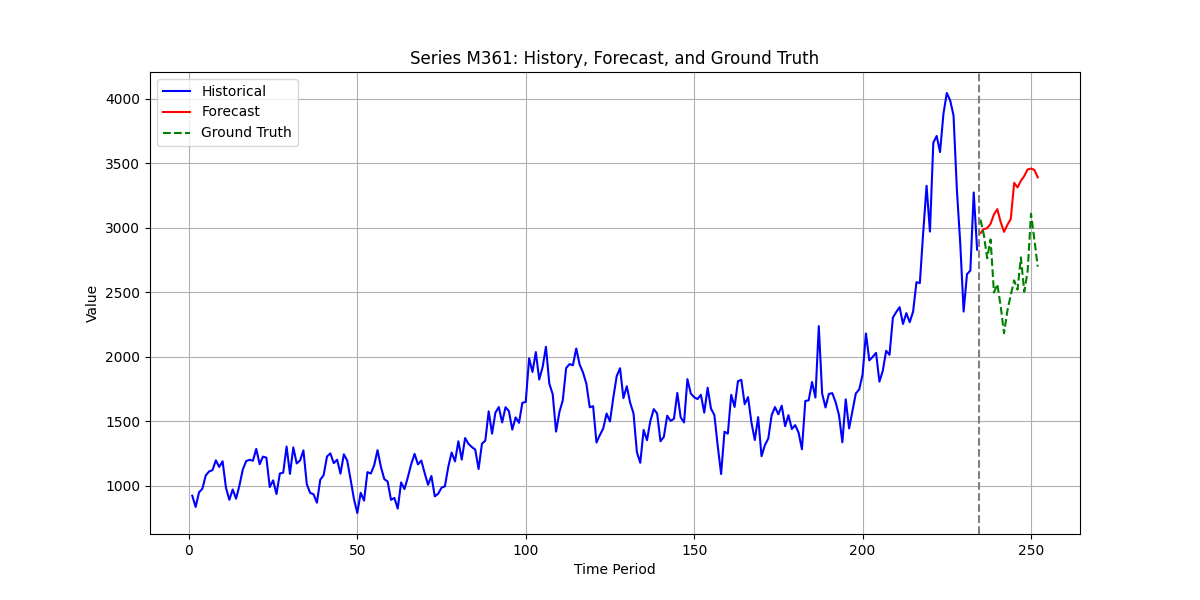 Series M361: History, Forecast, and Ground Truth
Historical
Forecast
Ground Truth
4000
3500
3000
2500
2000
1500
1000
Value
0 50 100 150 200 250
Time Period